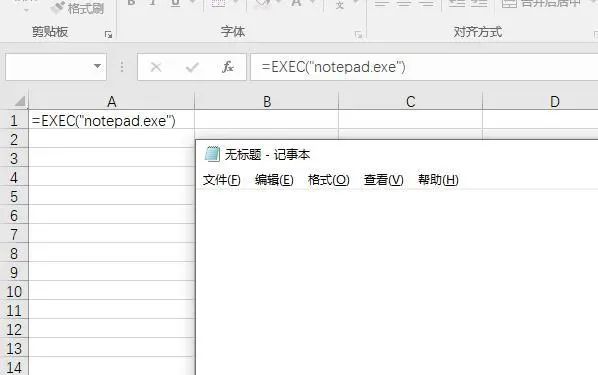 格式刷
B I U
A A
文
合并后居中
剪贴板 字体 对齐方式
fx =EXEC("notepad.exe")
A B C D
1 =EXEC("notepad.exe")
2
3
4
5
6
7
8
9
10
11
12
13
14
无标题 - 记事本
文件(F) 编辑(E) 格式(O) 查看(V) 帮助(H)